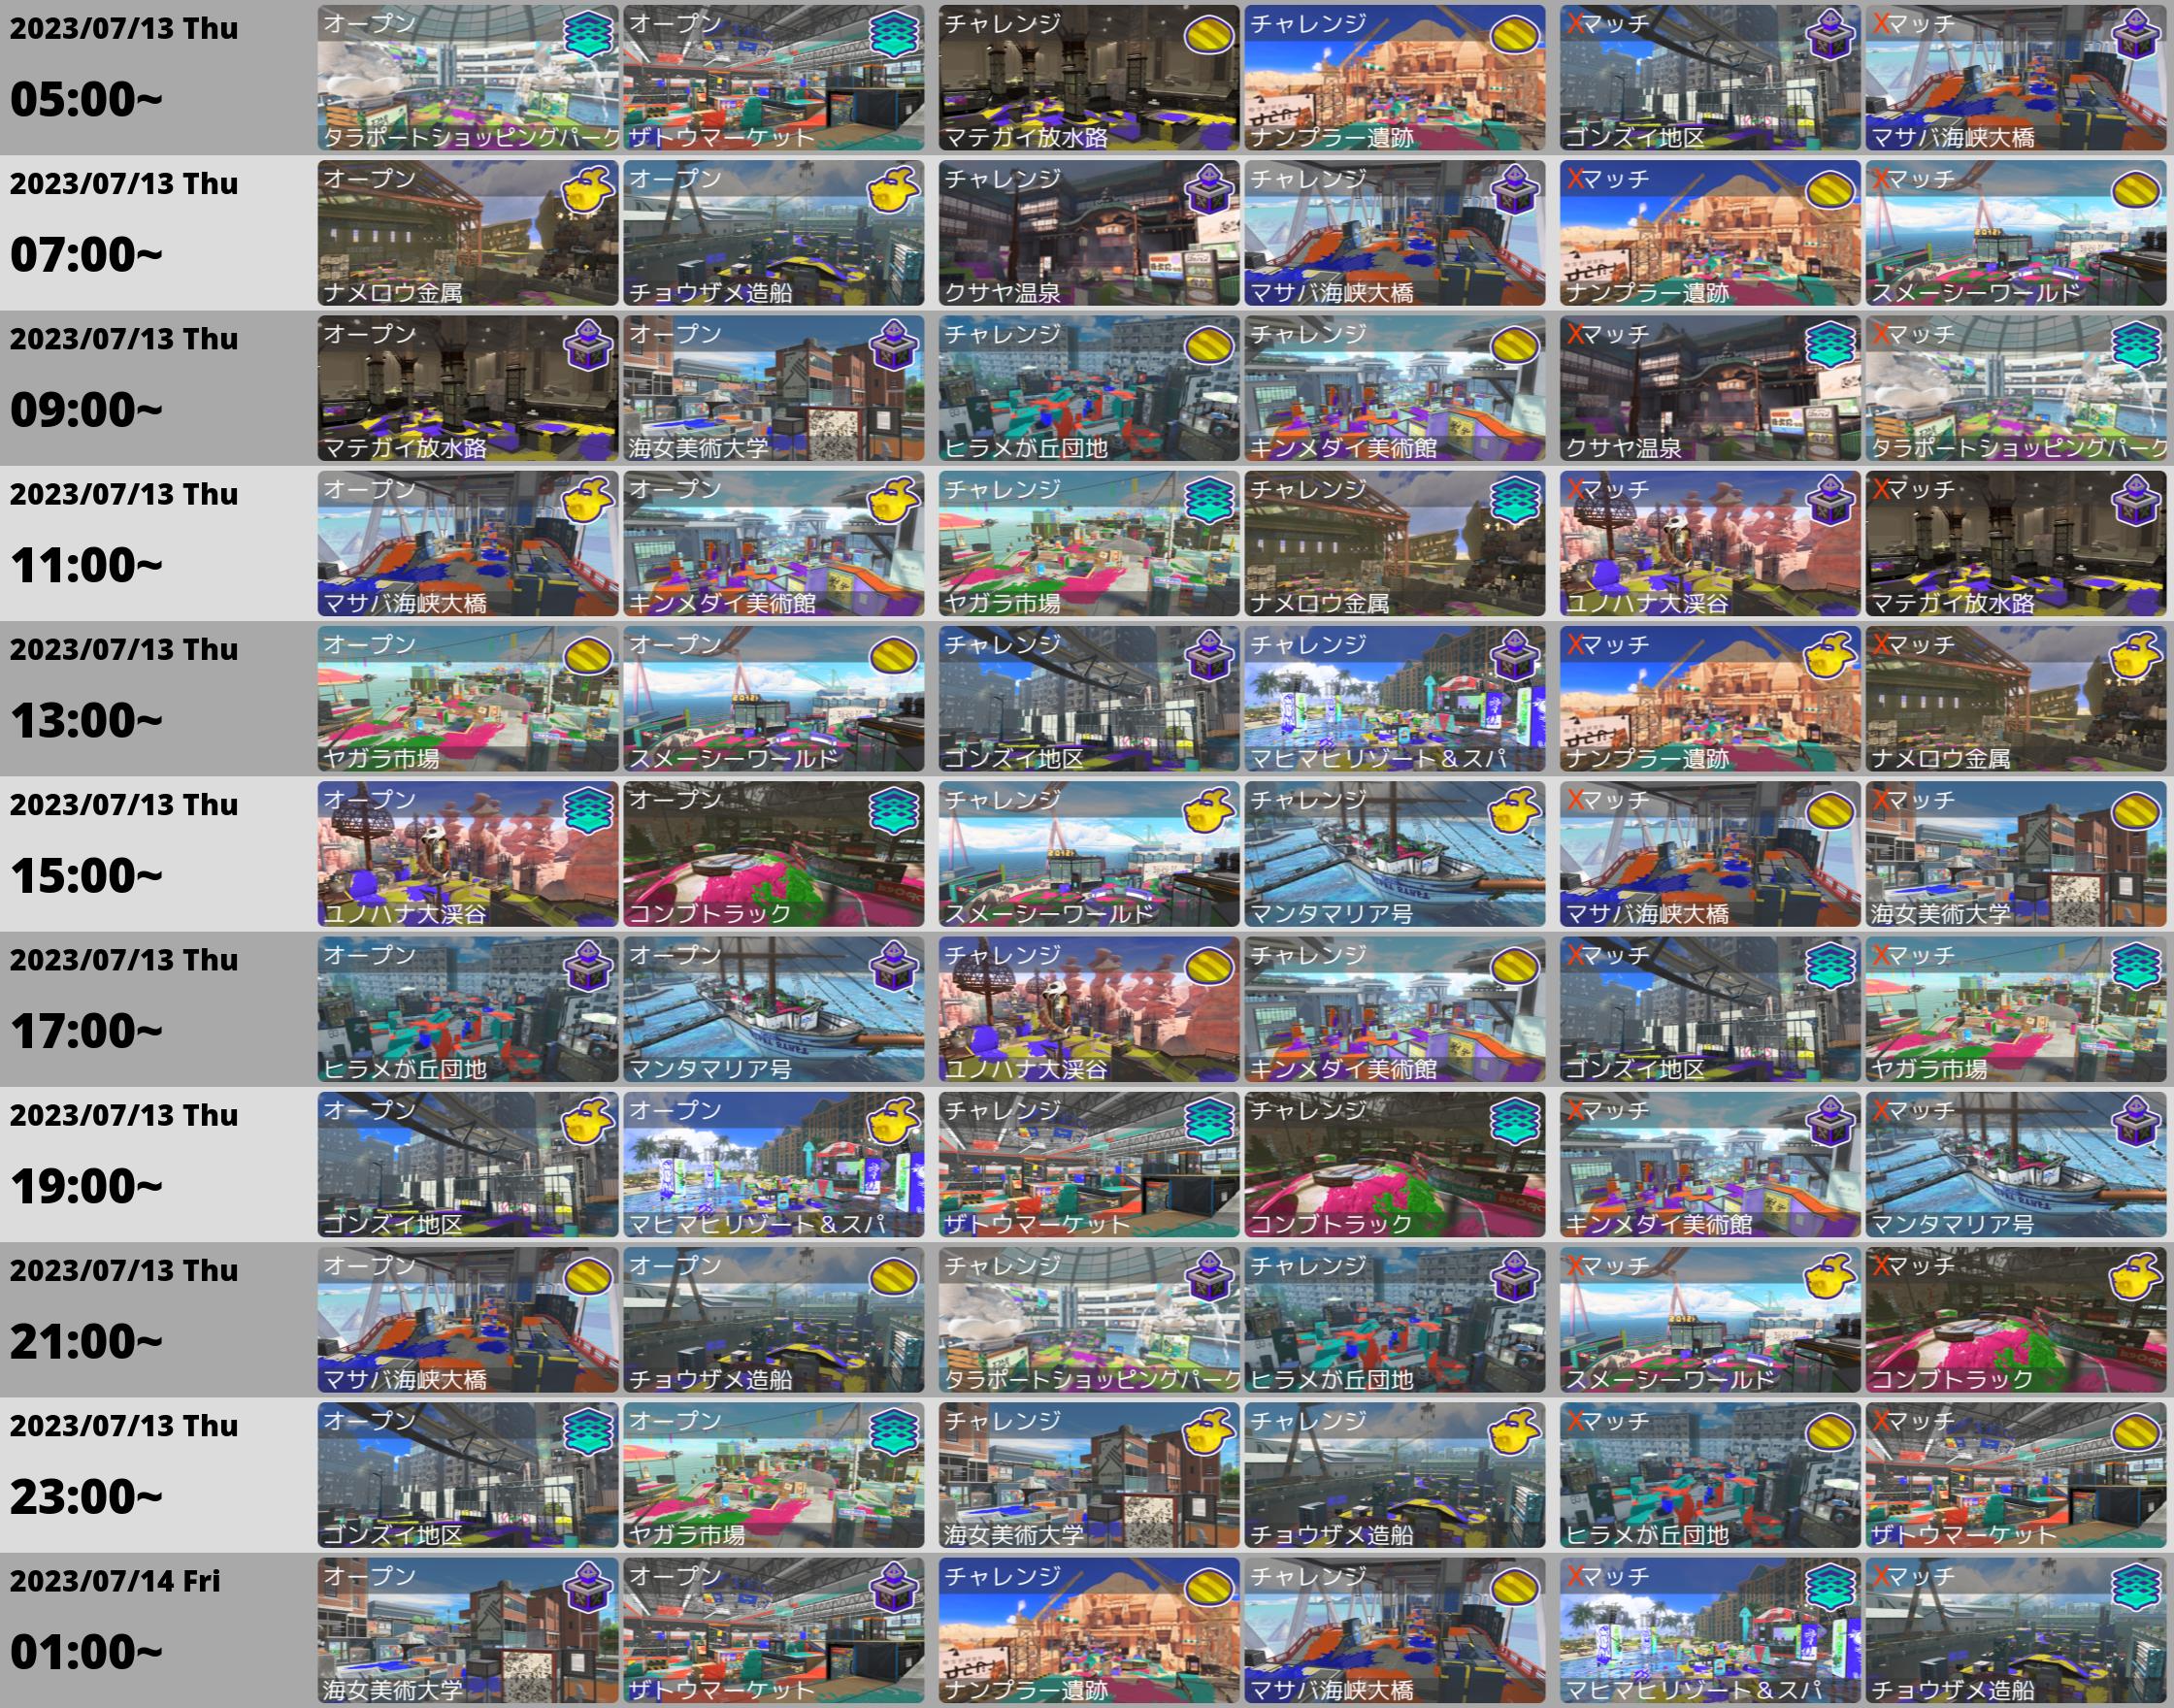 2023/07/13 Thu
05:00~
オープン
タラポートショッピングパーク
オープン
ザトウマーケット
チャレンジ
マテガイ放水路
チャレンジ
ナンプラー遺跡
Xマッチ
ゴンズイ地区
Xマッチ
マサバ海峡大橋
2023/07/13 Thu
07:00~
オープン
ナメロウ金属
オープン
チョウザメ造船
チャレンジ
クサヤ温泉
チャレンジ
マサバ海峡大橋
Xマッチ
ナンプラー遺跡
Xマッチ
スメーシーワールド
2023/07/13 Thu
09:00~
オープン
マテガイ放水路
オープン
海女美術大学
チャレンジ
ヒラメが丘団地
チャレンジ
キンメダイ美術館
Xマッチ
クサヤ温泉
Xマッチ
タラポートショッピングパーク
2023/07/13 Thu
11:00~
オープン
マサバ海峡大橋
オープン
キンメダイ美術館
チャレンジ
ヤガラ市場
チャレンジ
ナメロウ金属
Xマッチ
ユノハナ大渓谷
Xマッチ
マテガイ放水路
2023/07/13 Thu
13:00~
オープン
ヤガラ市場
オープン
スメーシーワールド
チャレンジ
ゴンズイ地区
チャレンジ
マヒマヒリゾート＆スパ
Xマッチ
ナンプラー遺跡
Xマッチ
ナメロウ金属
2023/07/13 Thu
15:00~
オープン
ユノハナ大渓谷
オープン
コンブトラック
チャレンジ
スメーシーワールド
チャレンジ
マンタマリア号
Xマッチ
マサバ海峡大橋
Xマッチ
海女美術大学
2023/07/13 Thu
17:00~
オープン
ヒラメが丘団地
オープン
マンタマリア号
チャレンジ
ユノハナ大渓谷
チャレンジ
キンメダイ美術館
Xマッチ
ゴンズイ地区
Xマッチ
ヤガラ市場
2023/07/13 Thu
19:00~
オープン
ゴンズイ地区
オープン
マヒマヒリゾート＆スパ
チャレンジ
ザトウマーケット
チャレンジ
コンブトラック
Xマッチ
キンメダイ美術館
Xマッチ
マンタマリア号
2023/07/13 Thu
21:00~
オープン
マサバ海峡大橋
オープン
チョウザメ造船
チャレンジ
タラポートショッピングパーク
チャレンジ
ヒラメが丘団地
Xマッチ
スメーシーワールド
Xマッチ
コンブトラック
2023/07/13 Thu
23:00~
オープン
ゴンズイ地区
オープン
ヤガラ市場
チャレンジ
海女美術大学
チャレンジ
チョウザメ造船
Xマッチ
ヒラメが丘団地
Xマッチ
ザトウマーケット
2023/07/14 Fri
01:00~
オープン
海女美術大学
オープン
ザトウマーケット
チャレンジ
ナンプラー遺跡
チャレンジ
マサバ海峡大橋
Xマッチ
マヒマヒリゾート＆スパ
Xマッチ
チョウザメ造船